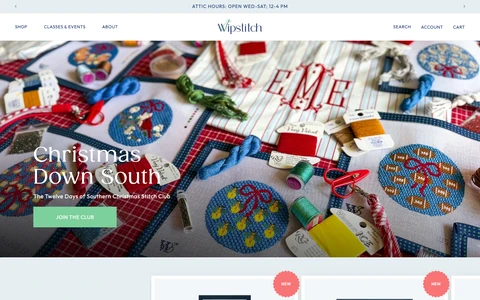 ATTIC HOURS: OPEN WED-SAT, 12-4 PM
SHOP
CLASSES & EVENTS
ABOUT
Wipstitch
SEARCH
ACCOUNT
CART
EME
Christmas
Down South
The Twelve Days of Southern Christmas Stitch Club
JOIN THE CLUB
NEW
NEW